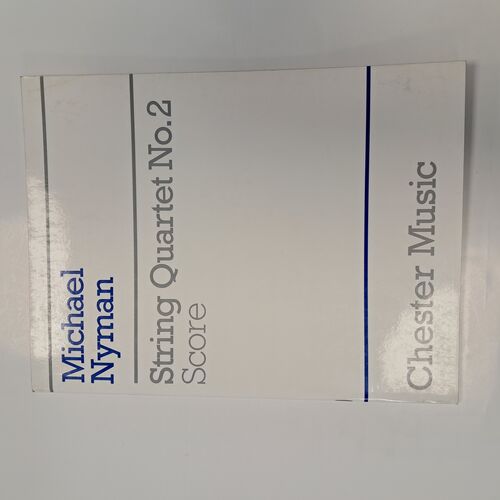 Michael
Nyman
String Quartet No.2
Score
Chester Music